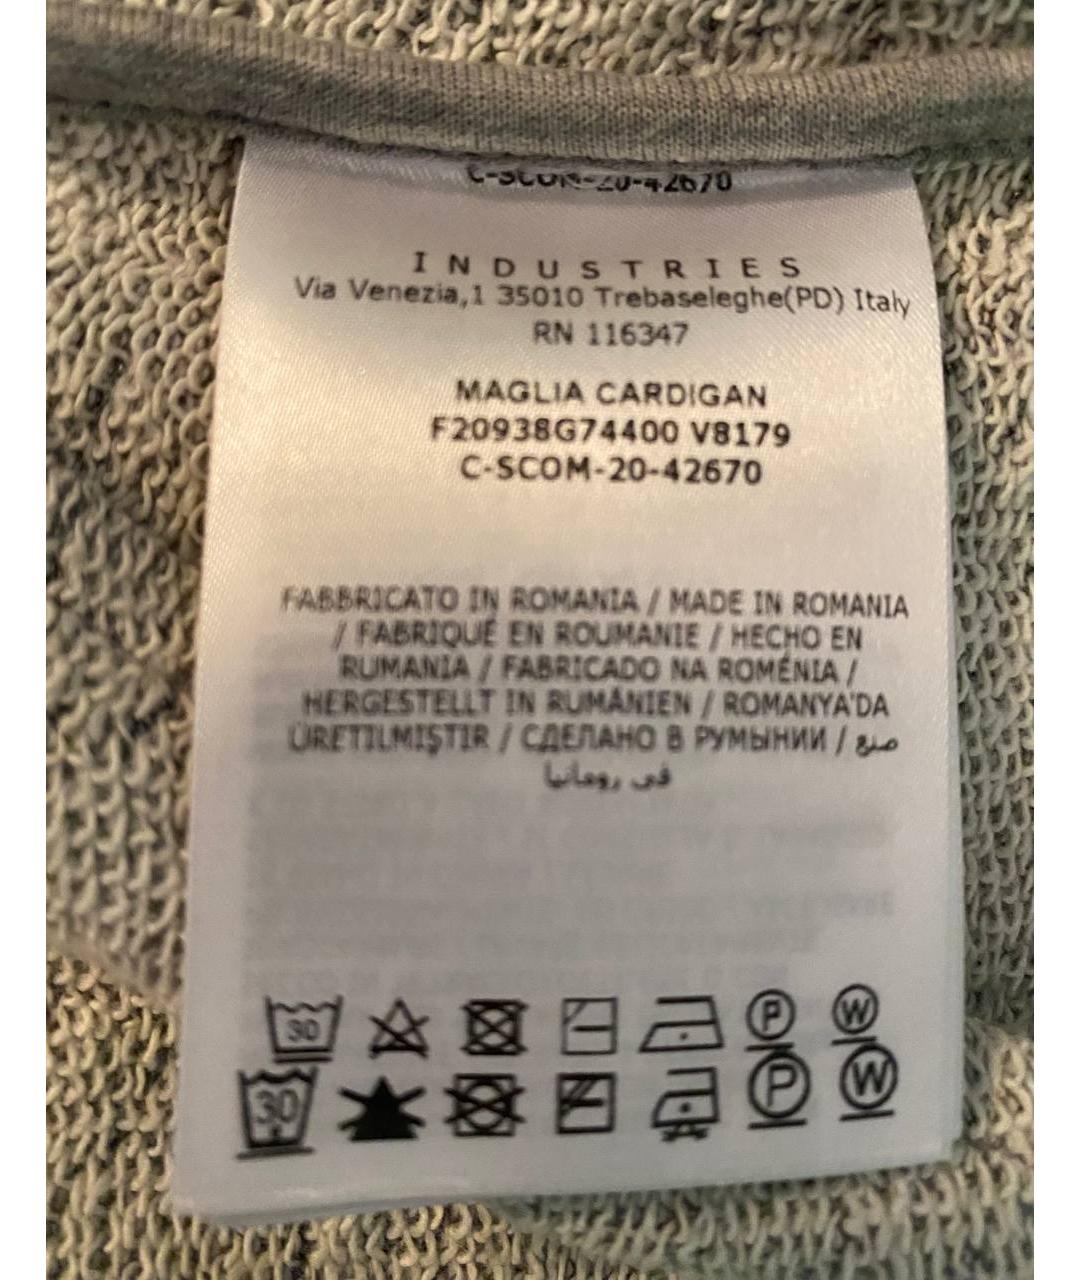 C-SCOM-20-42670
INDUSTRIES
Via Venezia,1 35010 Trebaseleghe(PD) Italy
RN 116347
MAGLIA CARDIGAN
F20938G74400 V8179
C-SCOM-20-42670
FABBRICATO IN ROMANIA / MADE IN ROMANIA
/ FABRIQUÉ EN ROUMANIE / HECHO EN
RUMANIA / FABRICADO NA ROMÉNIA /
HERGESTELLT IN RUMÄNIEN / ROMANYA'DA
ÜRETILMIŞTIR / СДЕЛАНО В РУМЫНИИ / صنع
في رومانيا
30 P W
30 P W